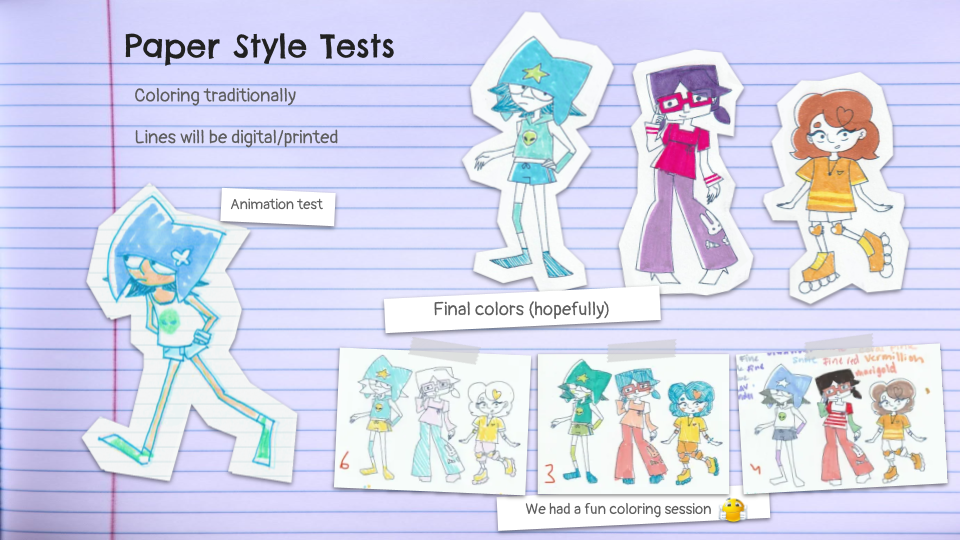 Paper Style Tests
Coloring traditionally
Lines will be digital/printed
Animation test
Final colors (hopefully)
6
3
4
fine red vermillion
marigold
We had a fun coloring session